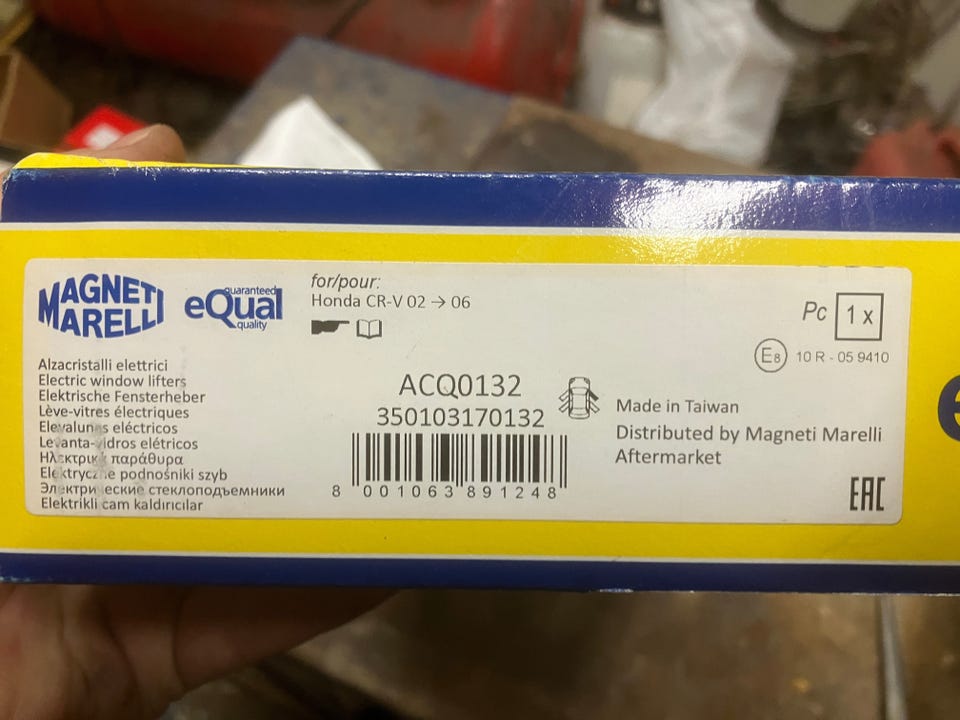 MAGNETI
MARELLI
guaranteed
eQual
quality
for/pour:
Honda CR-V 02 → 06
Pc 1 x
E8 10 R - 05 9410
Alzacristalli elettrici
Electric window lifters
Elektrische Fensterheber
Lève-vitres électriques
Elevalunas eléctricos
Levanta-vidros elétricos
Ηλεκτρικά παράθυρα
Elektryczne podnośniki szyb
Электрические стеклоподъемники
Elektrikli cam kaldırıcılar
ACQ0132
350103170132
8 001063 891248
Made in Taiwan
Distributed by Magneti Marelli
Aftermarket
EAC